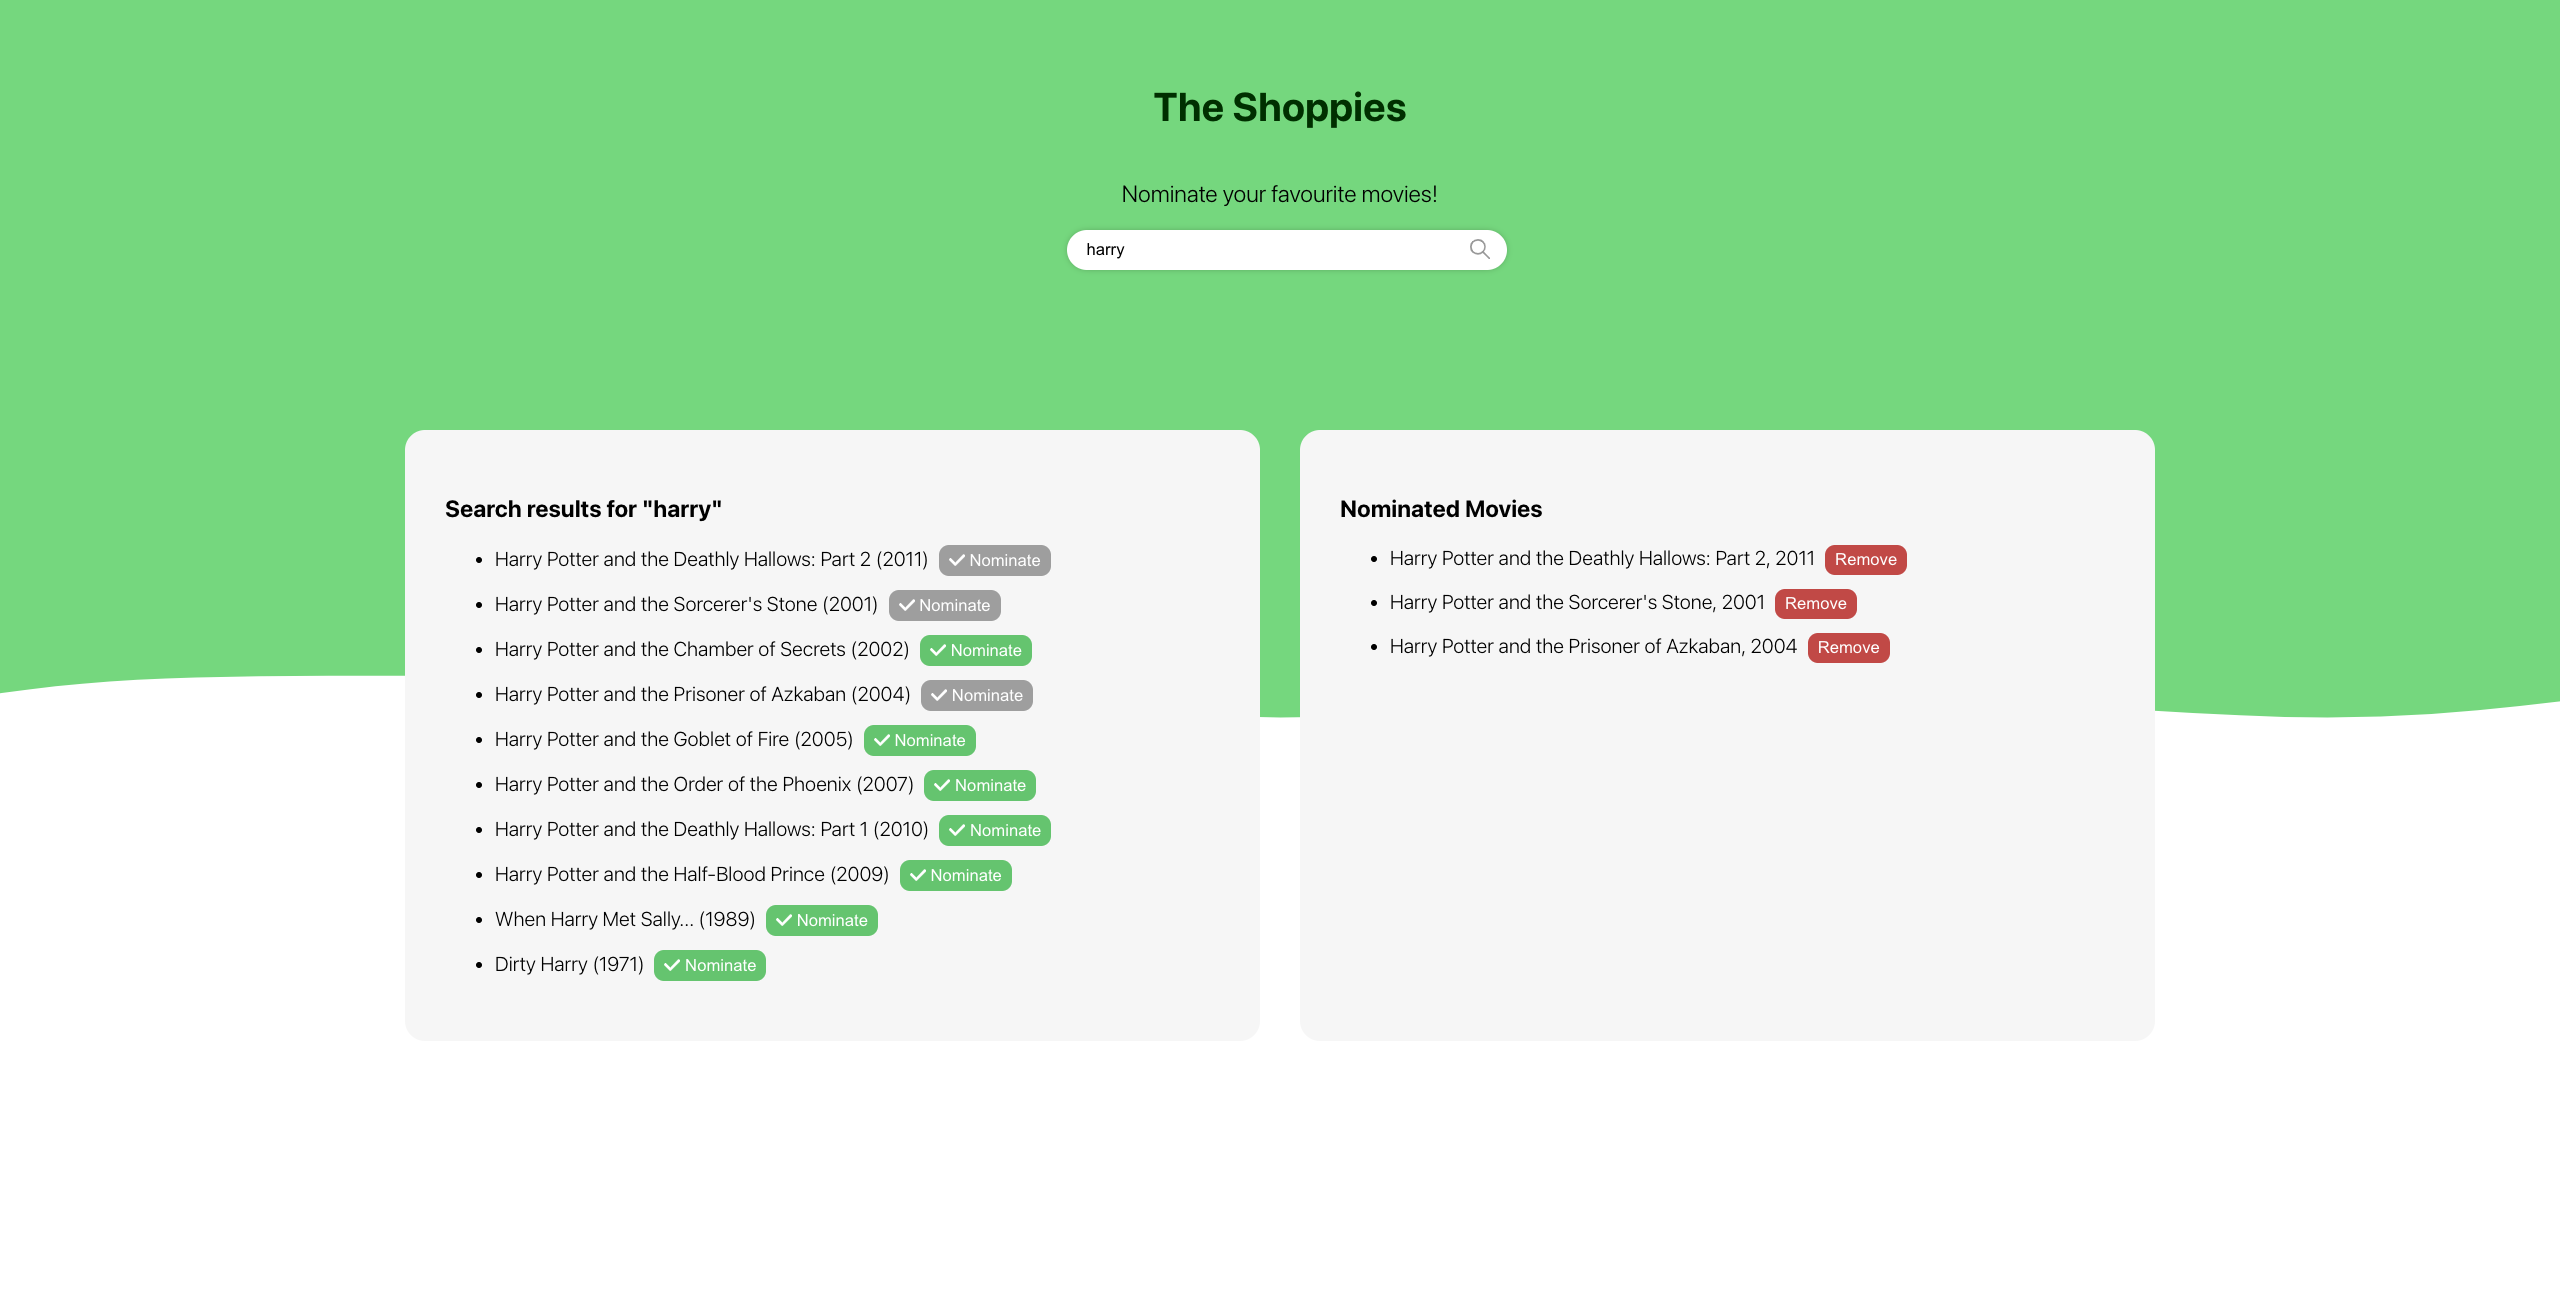 The Shoppies
Nominate your favourite movies!
harry
Search results for "harry"
Harry Potter and the Deathly Hallows: Part 2 (2011) Nominate
Harry Potter and the Sorcerer's Stone (2001) Nominate
Harry Potter and the Chamber of Secrets (2002) Nominate
Harry Potter and the Prisoner of Azkaban (2004) Nominate
Harry Potter and the Goblet of Fire (2005) Nominate
Harry Potter and the Order of the Phoenix (2007) Nominate
Harry Potter and the Deathly Hallows: Part 1 (2010) Nominate
Harry Potter and the Half-Blood Prince (2009) Nominate
When Harry Met Sally... (1989) Nominate
Dirty Harry (1971) Nominate
Nominated Movies
Harry Potter and the Deathly Hallows: Part 2, 2011 Remove
Harry Potter and the Sorcerer's Stone, 2001 Remove
Harry Potter and the Prisoner of Azkaban, 2004 Remove